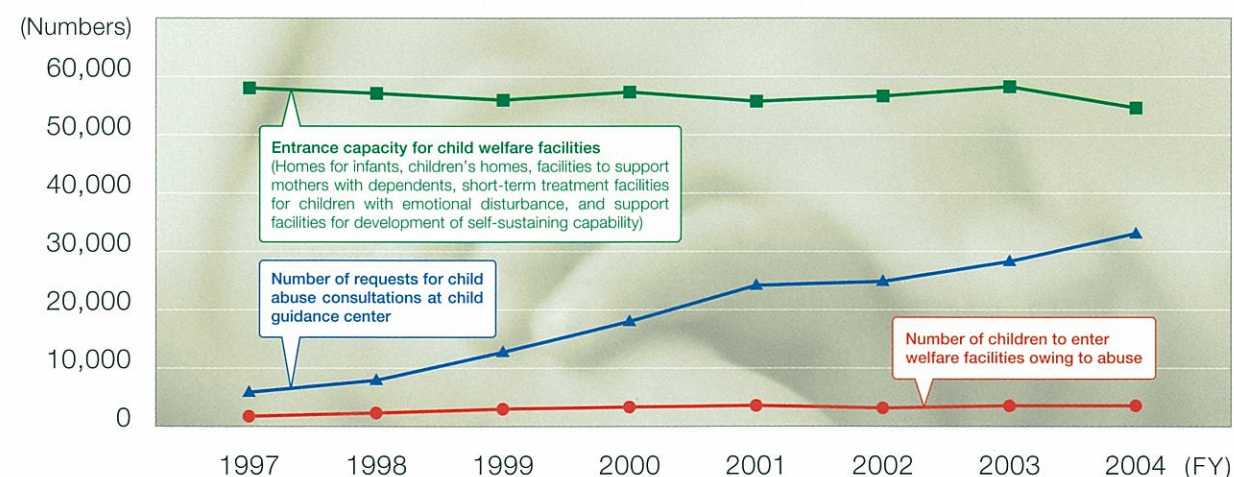 (Numbers)
60,000
50,000
40,000
30,000
20,000
10,000
0
Entrance capacity for child welfare facilities
(Homes for infants, children's homes, facilities to support
mothers with dependents, short-term treatment facilities
for children with emotional disturbance, and support
facilities for development of self-sustaining capability)
Number of requests for child
abuse consultations at child
guidance center
Number of children to enter
welfare facilities owing to abuse
1997 1998 1999 2000 2001 2002 2003 2004 (FY)